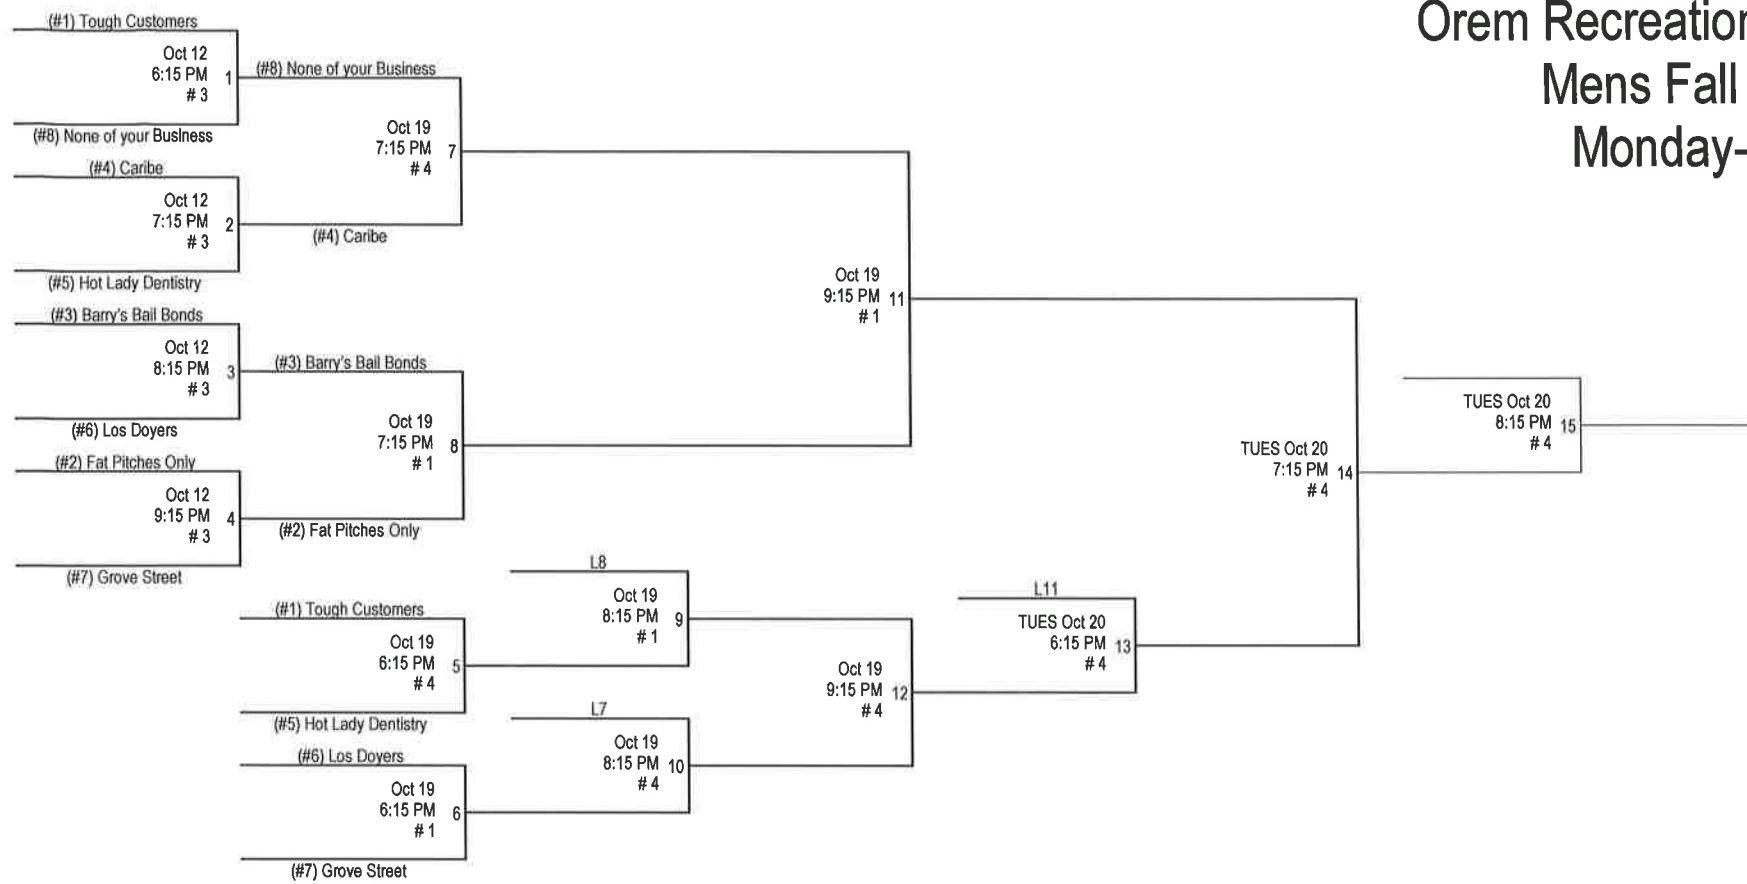 Orem Recreation
Mens Fall
Monday-
(#1) Tough Customers
Oct 12
6:15 PM 1
# 3
(#8) None of your Business
(#8) None of your Business
Oct 19
7:15 PM 7
# 4
(#4) Caribe
Oct 12
7:15 PM 2
# 3
(#4) Caribe
(#5) Hot Lady Dentistry
Oct 19
9:15 PM 11
# 1
(#3) Barry's Bail Bonds
Oct 12
8:15 PM 3
# 3
(#3) Barry's Bail Bonds
(#6) Los Doyers
Oct 19
7:15 PM 8
# 1
(#2) Fat Pitches Only
Oct 12
9:15 PM 4
# 3
(#2) Fat Pitches Only
(#7) Grove Street
TUES Oct 20
8:15 PM 15
# 4
TUES Oct 20
7:15 PM 14
# 4
L8
Oct 19
8:15 PM 9
# 1
(#1) Tough Customers
Oct 19
6:15 PM 5
# 4
(#5) Hot Lady Dentistry
L11
TUES Oct 20
6:15 PM 13
# 4
Oct 19
9:15 PM 12
# 4
L7
Oct 19
8:15 PM 10
# 4
(#6) Los Doyers
Oct 19
6:15 PM 6
# 1
(#7) Grove Street